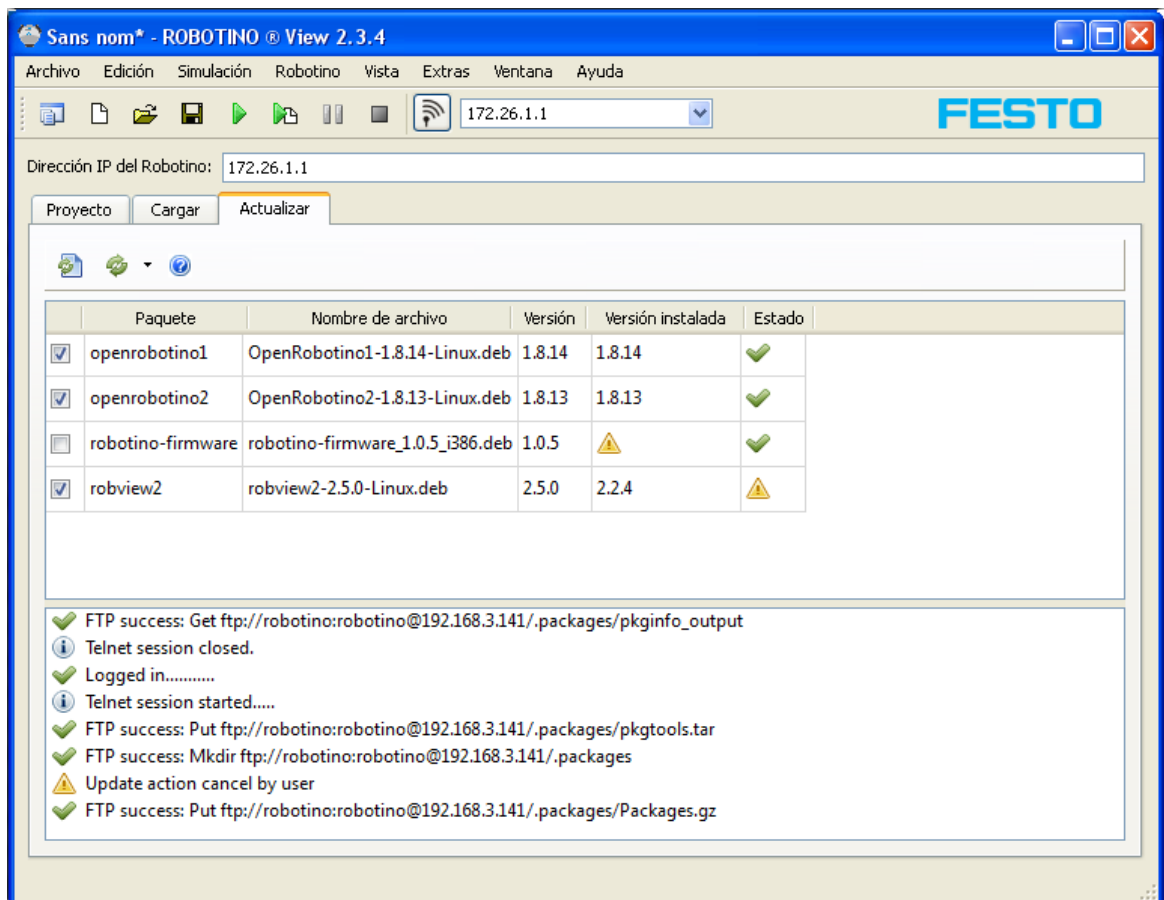 Sans nom* - ROBOTINO ® View 2.3.4
Archivo Edición Simulación Robotino Vista Extras Ventana Ayuda
172.26.1.1
FESTO
Dirección IP del Robotino: 172.26.1.1
Proyecto Cargar Actualizar
Paquete Nombre de archivo Versión Versión instalada Estado
openrobotino1 OpenRobotino1-1.8.14-Linux.deb 1.8.14 1.8.14
openrobotino2 OpenRobotino2-1.8.13-Linux.deb 1.8.13 1.8.13
robotino-firmware robotino-firmware_1.0.5_i386.deb 1.0.5
robview2 robview2-2.5.0-Linux.deb 2.5.0 2.2.4
FTP success: Get ftp://robotino:robotino@192.168.3.141/.packages/pkginfo_output
Telnet session closed.
Logged in...........
Telnet session started.....
FTP success: Put ftp://robotino:robotino@192.168.3.141/.packages/pkgtools.tar
FTP success: Mkdir ftp://robotino:robotino@192.168.3.141/.packages
Update action cancel by user
FTP success: Put ftp://robotino:robotino@192.168.3.141/.packages/Packages.gz